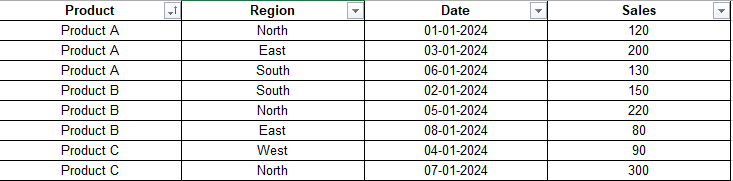 Product Region Date Sales
Product A North 01-01-2024 120
Product A East 03-01-2024 200
Product A South 06-01-2024 130
Product B South 02-01-2024 150
Product B North 05-01-2024 220
Product B East 08-01-2024 80
Product C West 04-01-2024 90
Product C North 07-01-2024 300